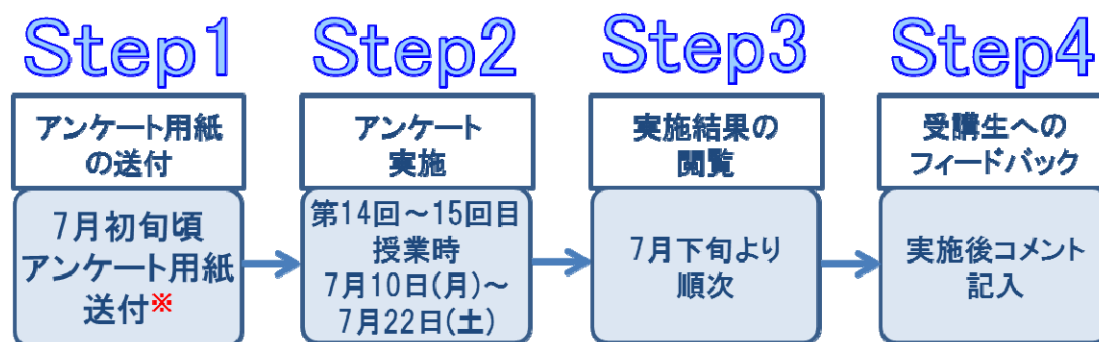 Step1
アンケート用紙
の送付
7月初旬頃
アンケート用紙
送付※
Step2
アンケート
実施
第14回～15回目
授業時
7月10日(月)～
7月22日(土)
Step3
実施結果の
閲覧
7月下旬より
順次
Step4
受講生への
フィードバック
実施後コメント
記入